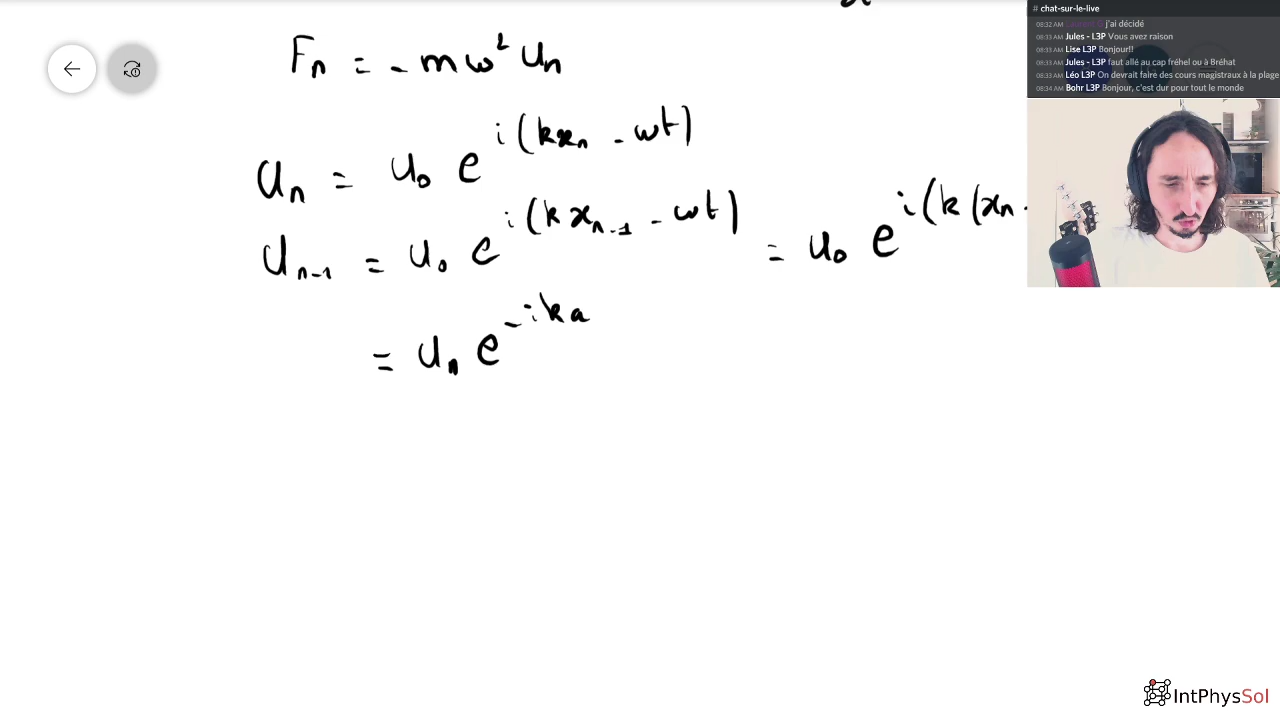 # chat-sur-le-live
08:32 AM Laurent G j'ai décidé
08:33 AM Jules - L3P Vous avez raison
08:33 AM Lise L3P Bonjour!!
08:33 AM Jules - L3P faut allé au cap fréhel ou à Bréhat
08:33 AM Léo L3P On devrait faire des cours magistraux à la plage
08:34 AM Bohr L3P Bonjour, c'est dur pour tout le monde
Fₙ = - mω² Uₙ
Uₙ = U₀ e^{i(kxₙ - ωt)}
Uₙ₋₁ = U₀ e^{i(kxₙ₋₁ - ωt)} = U₀ e^{i(k(xₙ
= Uₙ e^{-ika}
IntPhysSol